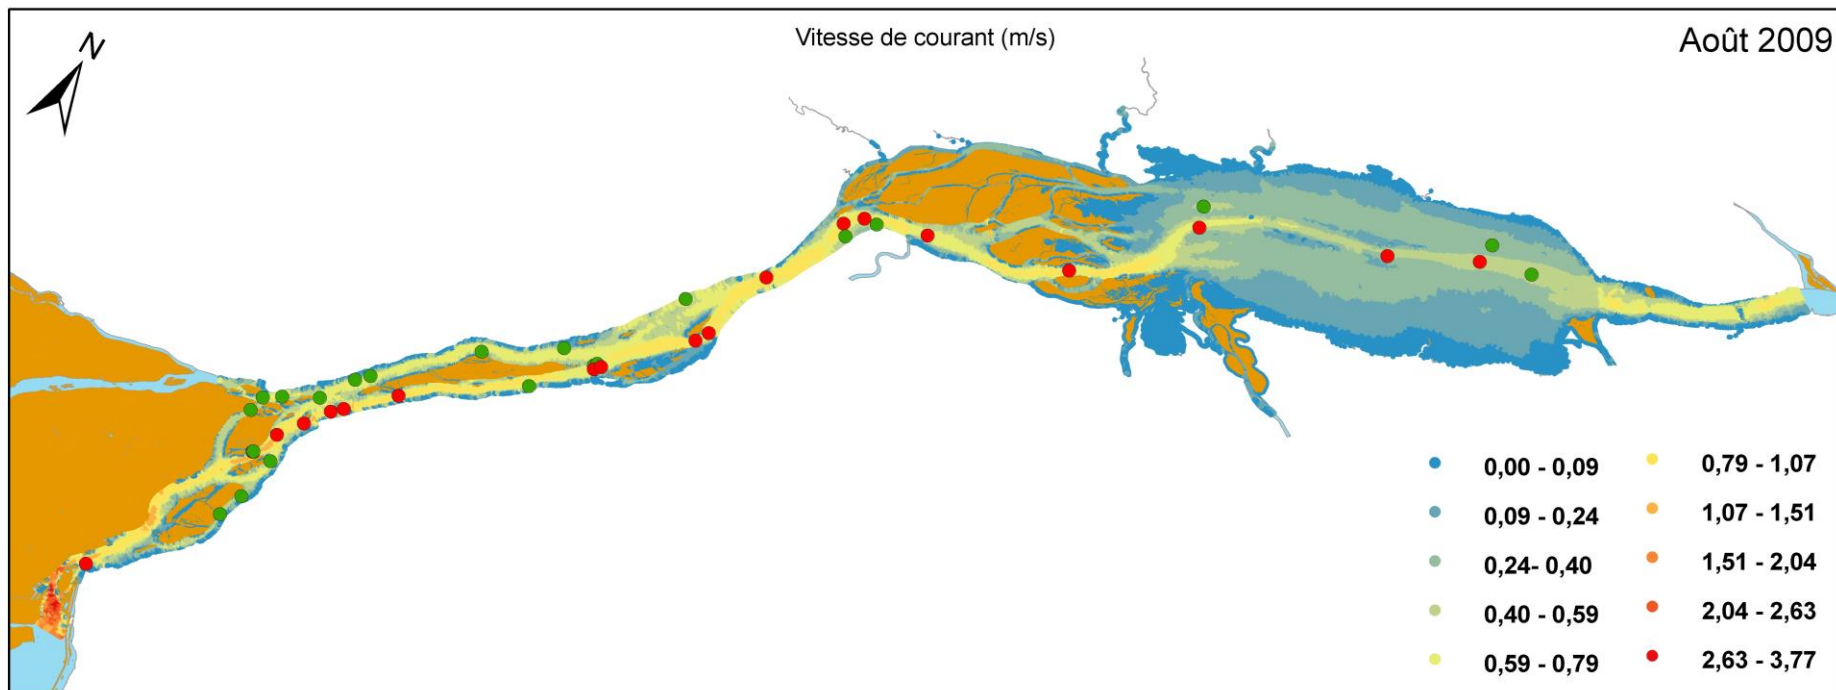 Vitesse de courant (m/s)
Août 2009
N
0,00 - 0,09
0,09 - 0,24
0,24- 0,40
0,40 - 0,59
0,59 - 0,79
0,79 - 1,07
1,07 - 1,51
1,51 - 2,04
2,04 - 2,63
2,63 - 3,77